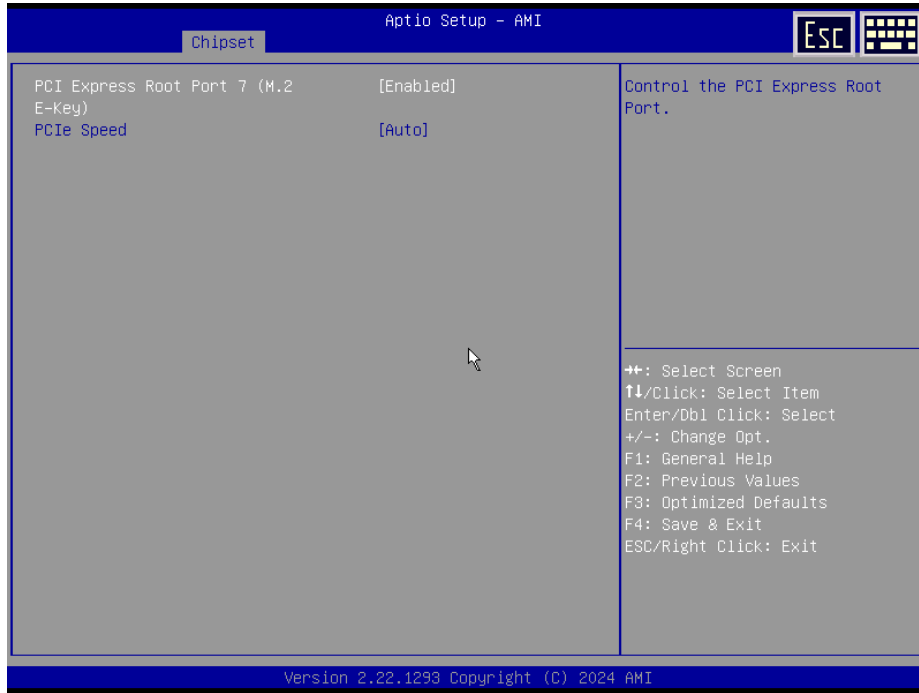 Aptio Setup – AMI
Chipset
Esc
PCI Express Root Port 7 (M.2 [Enabled]
E-Key)
PCIe Speed [Auto]
Control the PCI Express Root
Port.
→←: Select Screen
↑↓/Click: Select Item
Enter/Dbl Click: Select
+/-: Change Opt.
F1: General Help
F2: Previous Values
F3: Optimized Defaults
F4: Save & Exit
ESC/Right Click: Exit
Version 2.22.1293 Copyright (C) 2024 AMI